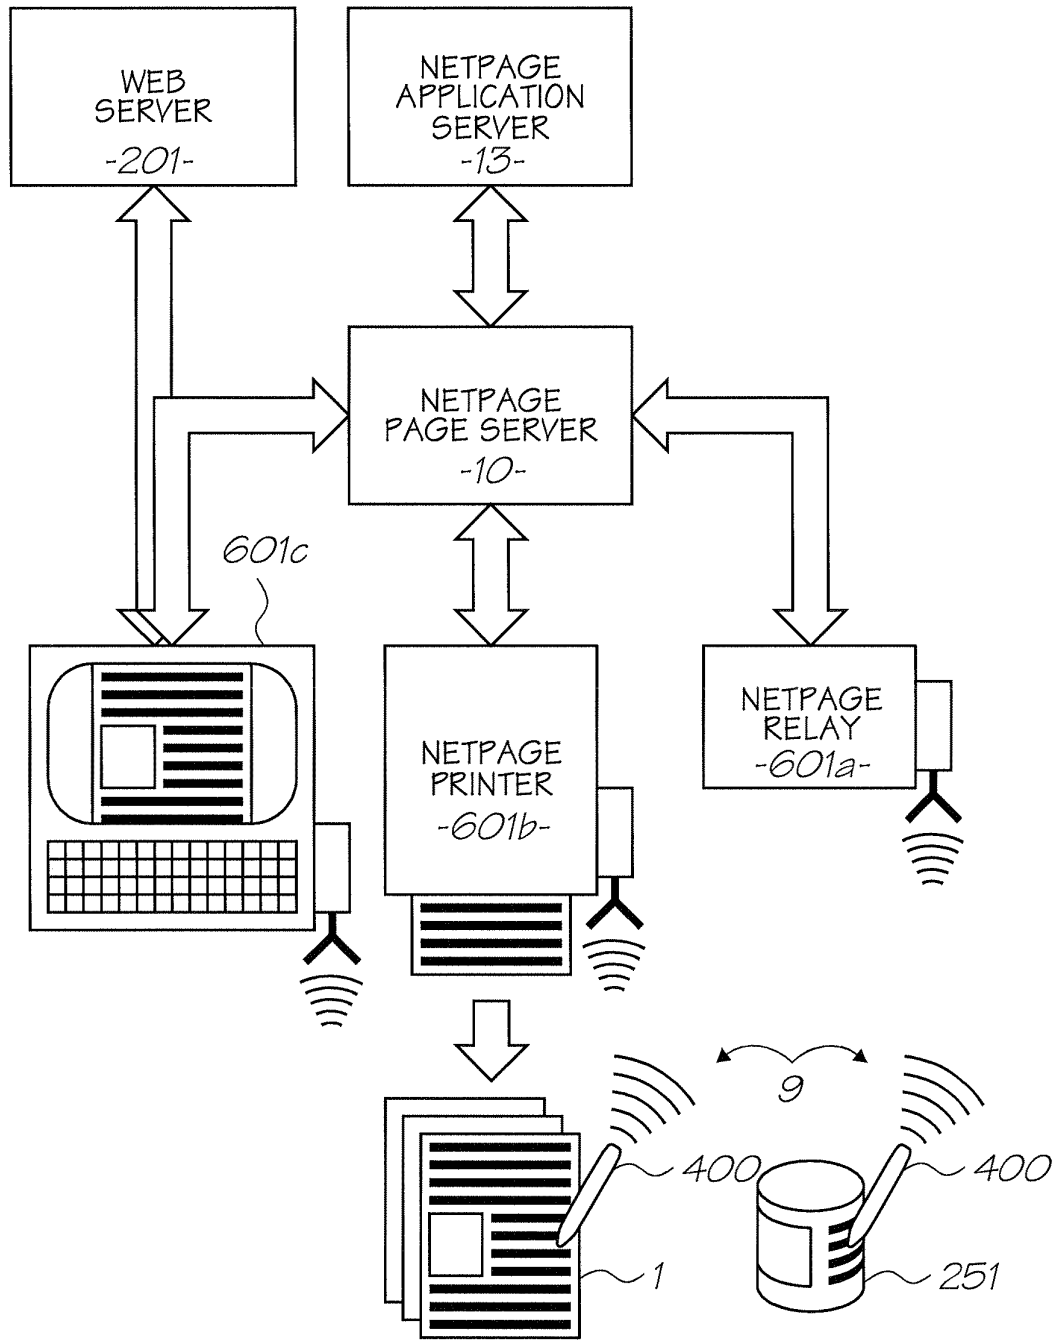 WEB
SERVER
-201-
NETPAGE
APPLICATION
SERVER
-13-
NETPAGE
PAGE SERVER
-10-
601c
NETPAGE
PRINTER
-601b-
NETPAGE
RELAY
-601a-
9
400
400
1
251